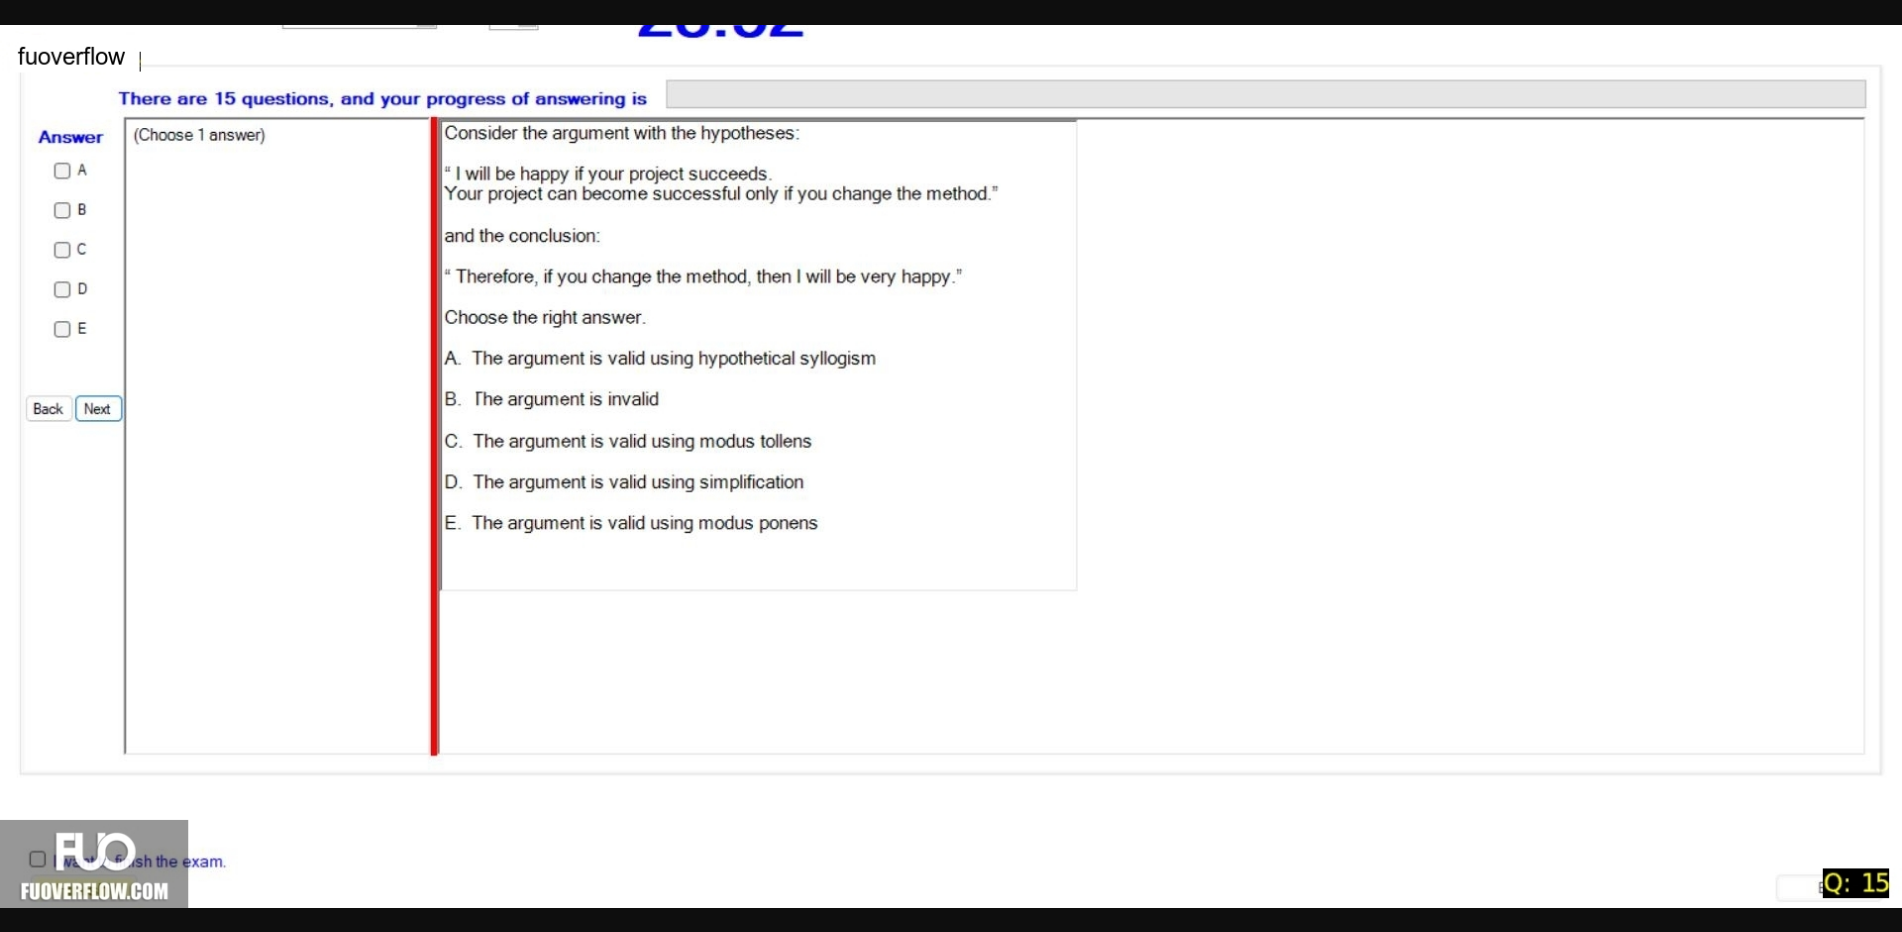 fuoverflow
There are 15 questions, and your progress of answering is
Answer
(Choose 1 answer)
A
B
C
D
E
Back Next
Consider the argument with the hypotheses:
“ I will be happy if your project succeeds.
Your project can become successful only if you change the method.”
and the conclusion:
“ Therefore, if you change the method, then I will be very happy.”
Choose the right answer.
A. The argument is valid using hypothetical syllogism
B. The argument is invalid
C. The argument is valid using modus tollens
D. The argument is valid using simplification
E. The argument is valid using modus ponens
FUO
the exam.
FUOVERFLOW.COM
Q: 15